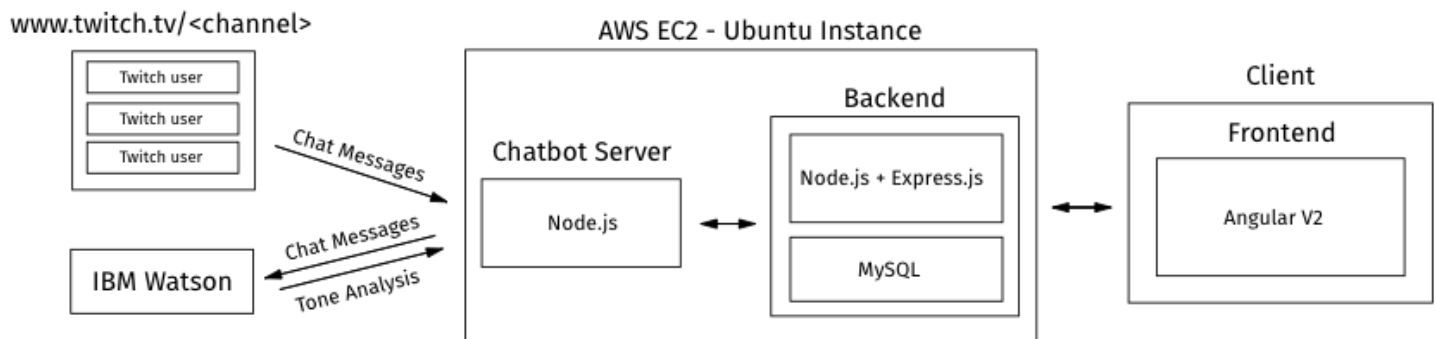 www.twitch.tv/<channel>
Twitch user
Twitch user
Twitch user
Chat Messages
Chat Messages
Tone Analysis
IBM Watson
AWS EC2 - Ubuntu Instance
Chatbot Server
Node.js
Backend
Node.js + Express.js
MySQL
Client
Frontend
Angular V2